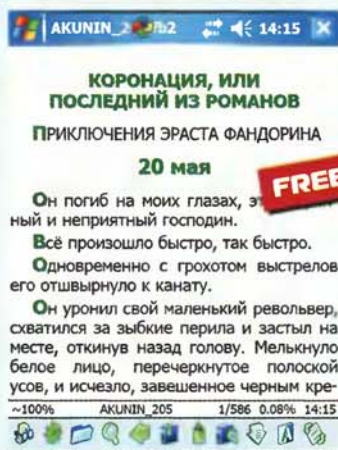 AKUNIN_2 fb2 14:15
КОРОНАЦИЯ, ИЛИ
ПОСЛЕДНИЙ ИЗ РОМАНОВ
ПРИКЛЮЧЕНИЯ ЭРАСТА ФАНДОРИНА
20 мая
FREE
Он погиб на моих глазах, э
ный и неприятный господин.
Всё произошло быстро, так быстро.
Одновременно с грохотом выстрелов
его отшвырнуло к канату.
Он уронил свой маленький револьвер,
схватился за зыбкие перила и застыл на
месте, откинув назад голову. Мелькнуло
белое лицо, перечеркнутое полоской
усов, и исчезло, завешенное черным кре-
~100% AKUNIN_205 1/586 0.08% 14:15